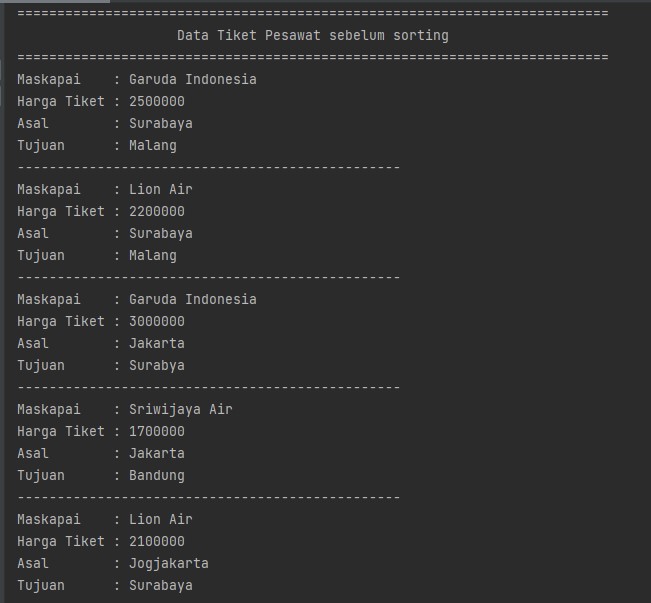 ==========================================================================
Data Tiket Pesawat sebelum sorting
==========================================================================
Maskapai    : Garuda Indonesia
Harga Tiket : 2500000
Asal        : Surabaya
Tujuan      : Malang
------------------------------------------------
Maskapai    : Lion Air
Harga Tiket : 2200000
Asal        : Surabaya
Tujuan      : Malang
------------------------------------------------
Maskapai    : Garuda Indonesia
Harga Tiket : 3000000
Asal        : Jakarta
Tujuan      : Surabya
------------------------------------------------
Maskapai    : Sriwijaya Air
Harga Tiket : 1700000
Asal        : Jakarta
Tujuan      : Bandung
------------------------------------------------
Maskapai    : Lion Air
Harga Tiket : 2100000
Asal        : Jogjakarta
Tujuan      : Surabaya